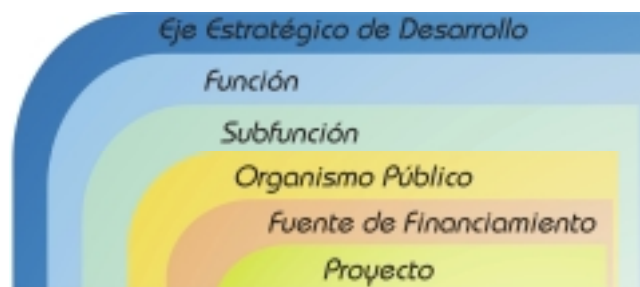 Eje Estratégico de Desarrollo
Función
Subfunción
Organismo Público
Fuente de Financiamiento
Proyecto